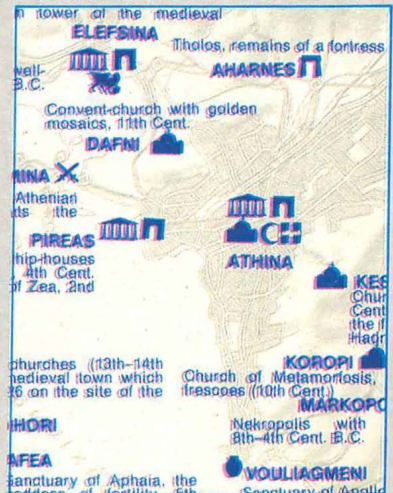 n tower of the medieval
ELEFSINA
Tholos, remains of a fortress
AHARNES
well-
B.C.
Convent-church with golden
mosaics, 11th Cent.
DAFNI
MINA
Athenian
the
PIREAS
hip-houses
4th Cent.
of Zea, 2nd
ATHINA
KES
Chur
Cent
the f
Hadr
churches ((13th–14th
medieval town which
26 on the site of the
KOROPI
Church of Metamorfosis,
frescoes ((10th Cent.)
MARKOPO
Nekropolis with
8th–4th Cent. B.C.
HORI
AFEA
Sanctuary of Aphaia, the
goddess of fertility, 5th
VOULIAGMENI
Sanctuary of Apollo